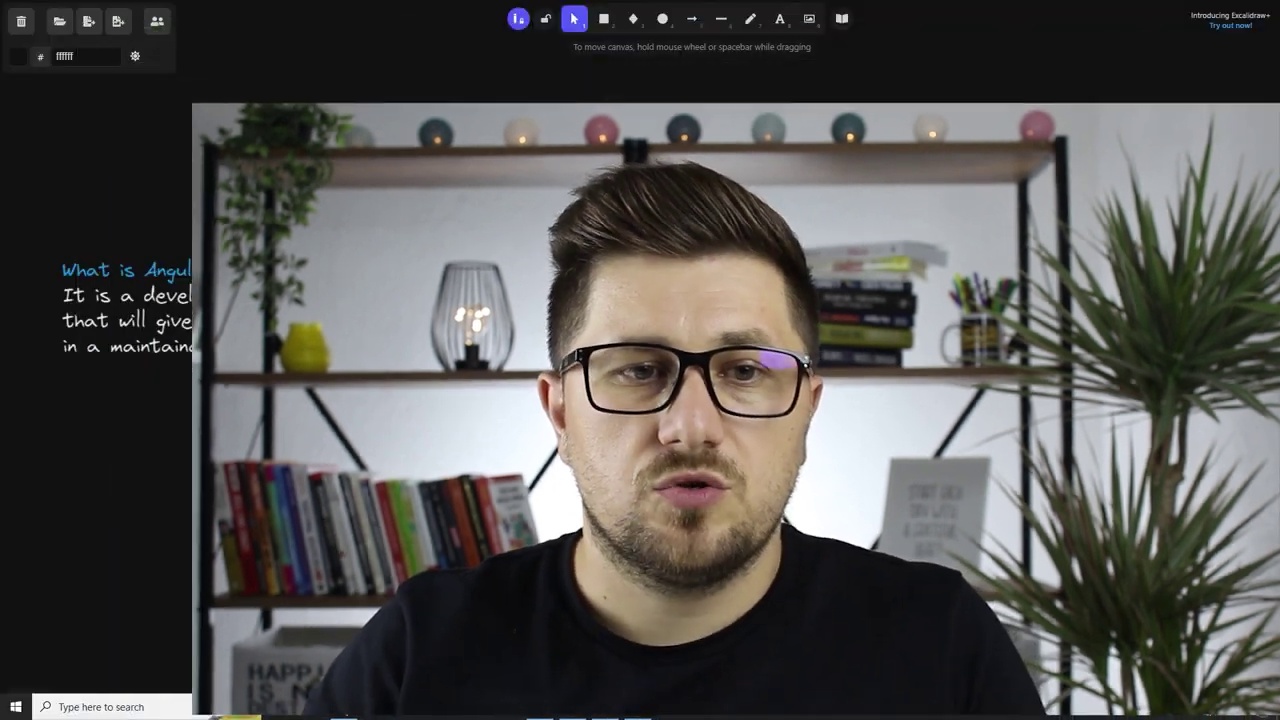 Introducing Excalidraw+
Try out now!
To move canvas, hold mouse wheel or spacebar while dragging
# ffffff
What is Angul
It is a devel
that will give
in a maintain
START EACH
DAY WITH
A GRATEFUL
HEART
HAPP
IS N
Type here to search